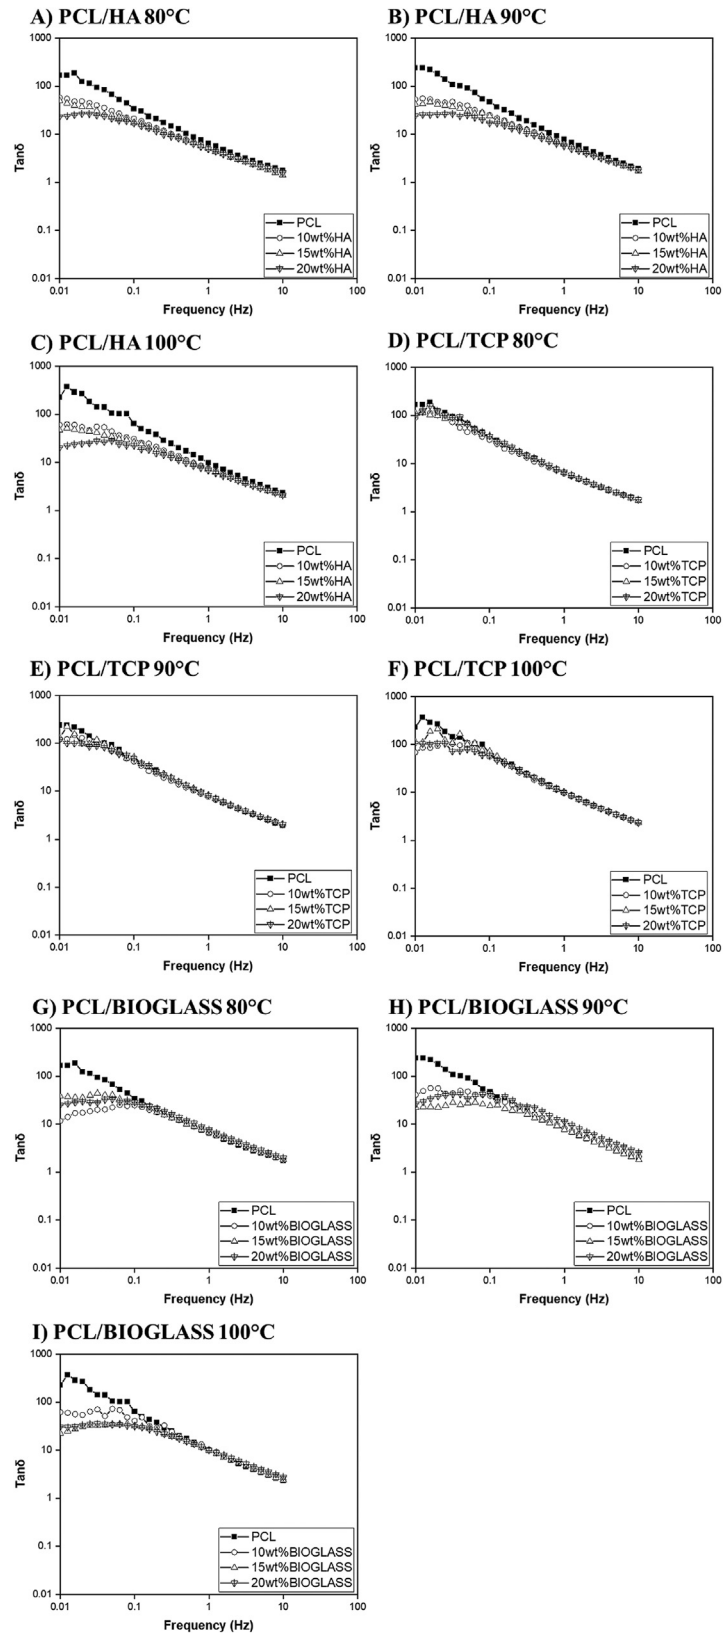 A) PCL/HA 80°C
1000
100
10
1
0.1
0.01
Tanδ
PCL
10wt%HA
15wt%HA
20wt%HA
0.01 0.1 1 10 100
Frequency (Hz)
B) PCL/HA 90°C
1000
100
10
1
0.1
0.01
Tanδ
PCL
10wt%HA
15wt%HA
20wt%HA
0.01 0.1 1 10 100
Frequency (Hz)
C) PCL/HA 100°C
1000
100
10
1
0.1
0.01
Tanδ
PCL
10wt%HA
15wt%HA
20wt%HA
0.01 0.1 1 10 100
Frequency (Hz)
D) PCL/TCP 80°C
1000
100
10
1
0.1
0.01
Tanδ
PCL
10wt%TCP
15wt%TCP
20wt%TCP
0.01 0.1 1 10 100
Frequency (Hz)
E) PCL/TCP 90°C
1000
100
10
1
0.1
0.01
Tanδ
PCL
10wt%TCP
15wt%TCP
20wt%TCP
0.01 0.1 1 10 100
Frequency (Hz)
F) PCL/TCP 100°C
1000
100
10
1
0.1
0.01
Tanδ
PCL
10wt%TCP
15wt%TCP
20wt%TCP
0.01 0.1 1 10 100
Frequency (Hz)
G) PCL/BIOGLASS 80°C
1000
100
10
1
0.1
0.01
Tanδ
PCL
10wt%BIOGLASS
15wt%BIOGLASS
20wt%BIOGLASS
0.01 0.1 1 10 100
Frequency (Hz)
H) PCL/BIOGLASS 90°C
1000
100
10
1
0.1
0.01
Tanδ
PCL
10wt%BIOGLASS
15wt%BIOGLASS
20wt%BIOGLASS
0.01 0.1 1 10 100
Frequency (Hz)
I) PCL/BIOGLASS 100°C
1000
100
10
1
0.1
0.01
Tanδ
PCL
10wt%BIOGLASS
15wt%BIOGLASS
20wt%BIOGLASS
0.01 0.1 1 10 100
Frequency (Hz)